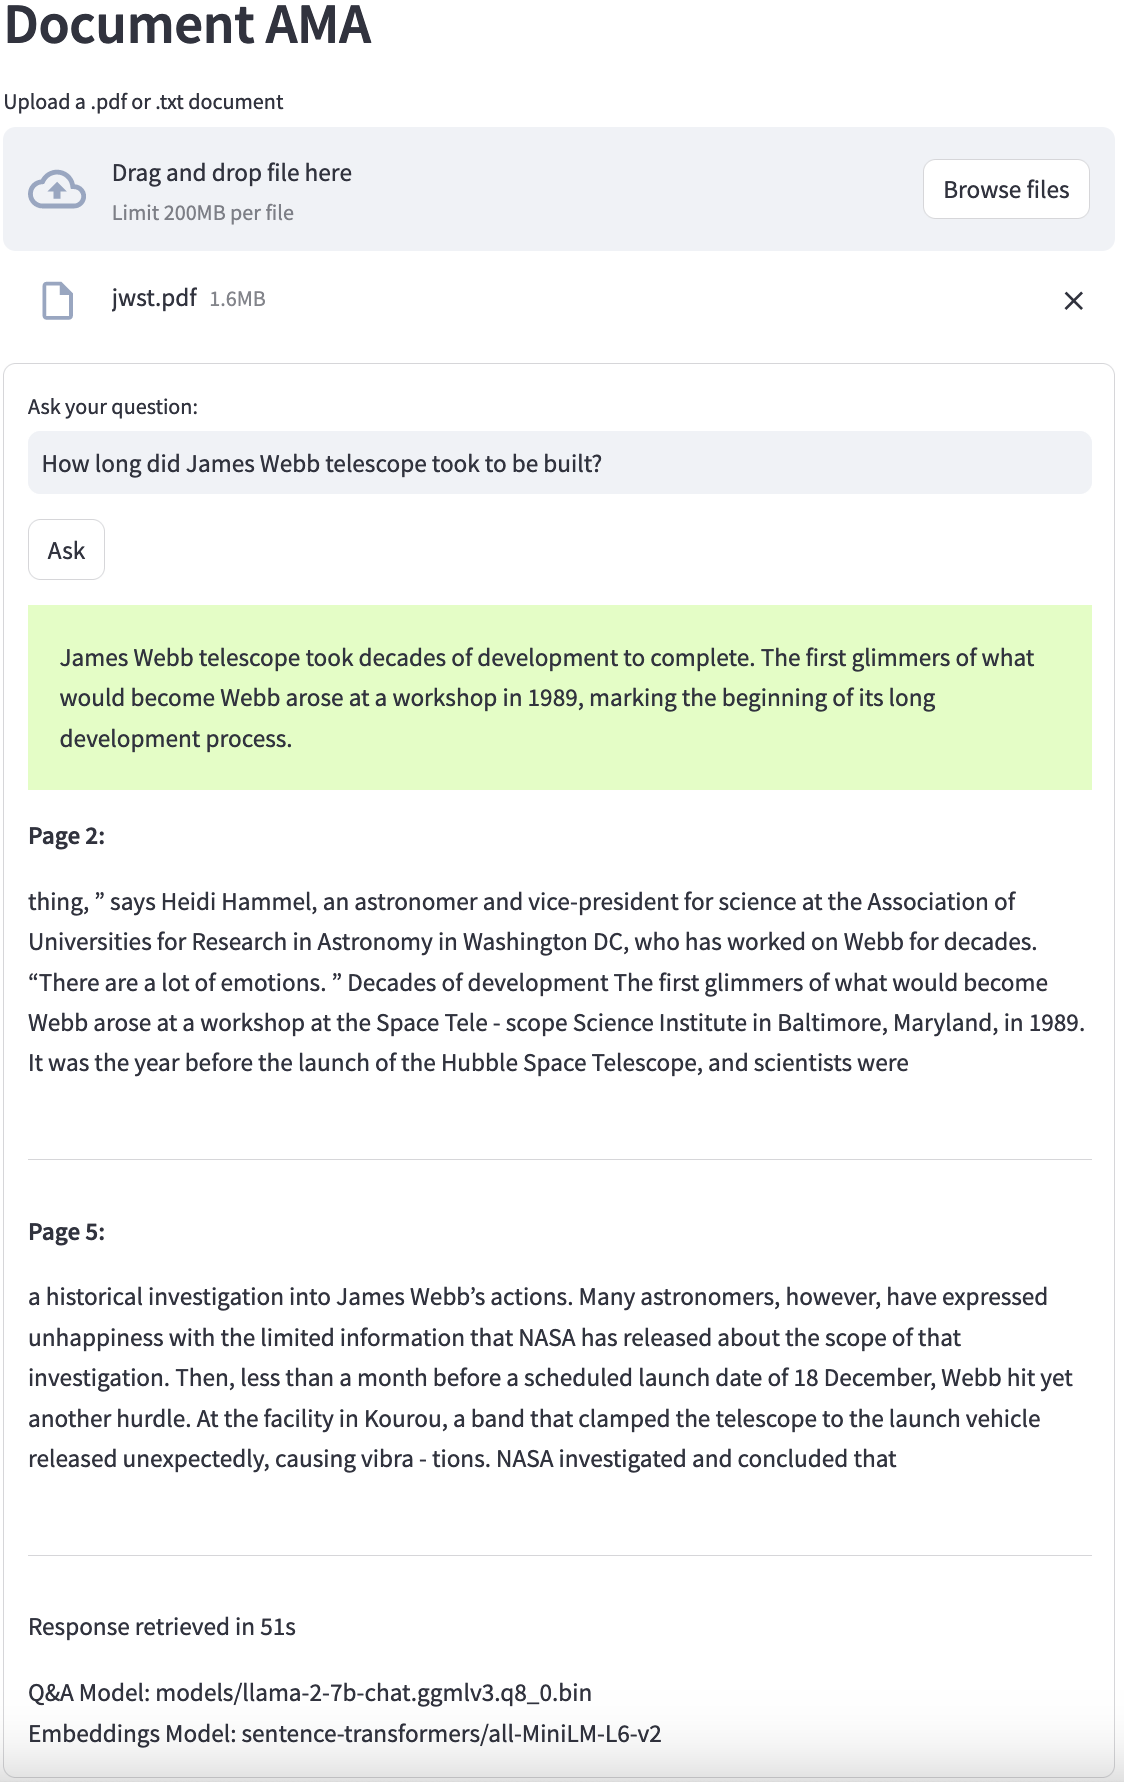 Document AMA
Upload a .pdf or .txt document
Drag and drop file here
Limit 200MB per file
Browse files
jwst.pdf 1.6MB
Ask your question:
How long did James Webb telescope took to be built?
Ask
James Webb telescope took decades of development to complete. The first glimmers of what
would become Webb arose at a workshop in 1989, marking the beginning of its long
development process.
Page 2:
thing, ” says Heidi Hammel, an astronomer and vice-president for science at the Association of
Universities for Research in Astronomy in Washington DC, who has worked on Webb for decades.
“There are a lot of emotions. ” Decades of development The first glimmers of what would become
Webb arose at a workshop at the Space Tele - scope Science Institute in Baltimore, Maryland, in 1989.
It was the year before the launch of the Hubble Space Telescope, and scientists were
Page 5:
a historical investigation into James Webb’s actions. Many astronomers, however, have expressed
unhappiness with the limited information that NASA has released about the scope of that
investigation. Then, less than a month before a scheduled launch date of 18 December, Webb hit yet
another hurdle. At the facility in Kourou, a band that clamped the telescope to the launch vehicle
released unexpectedly, causing vibra - tions. NASA investigated and concluded that
Response retrieved in 51s
Q&A Model: models/llama-2-7b-chat.ggmlv3.q8_0.bin
Embeddings Model: sentence-transformers/all-MiniLM-L6-v2